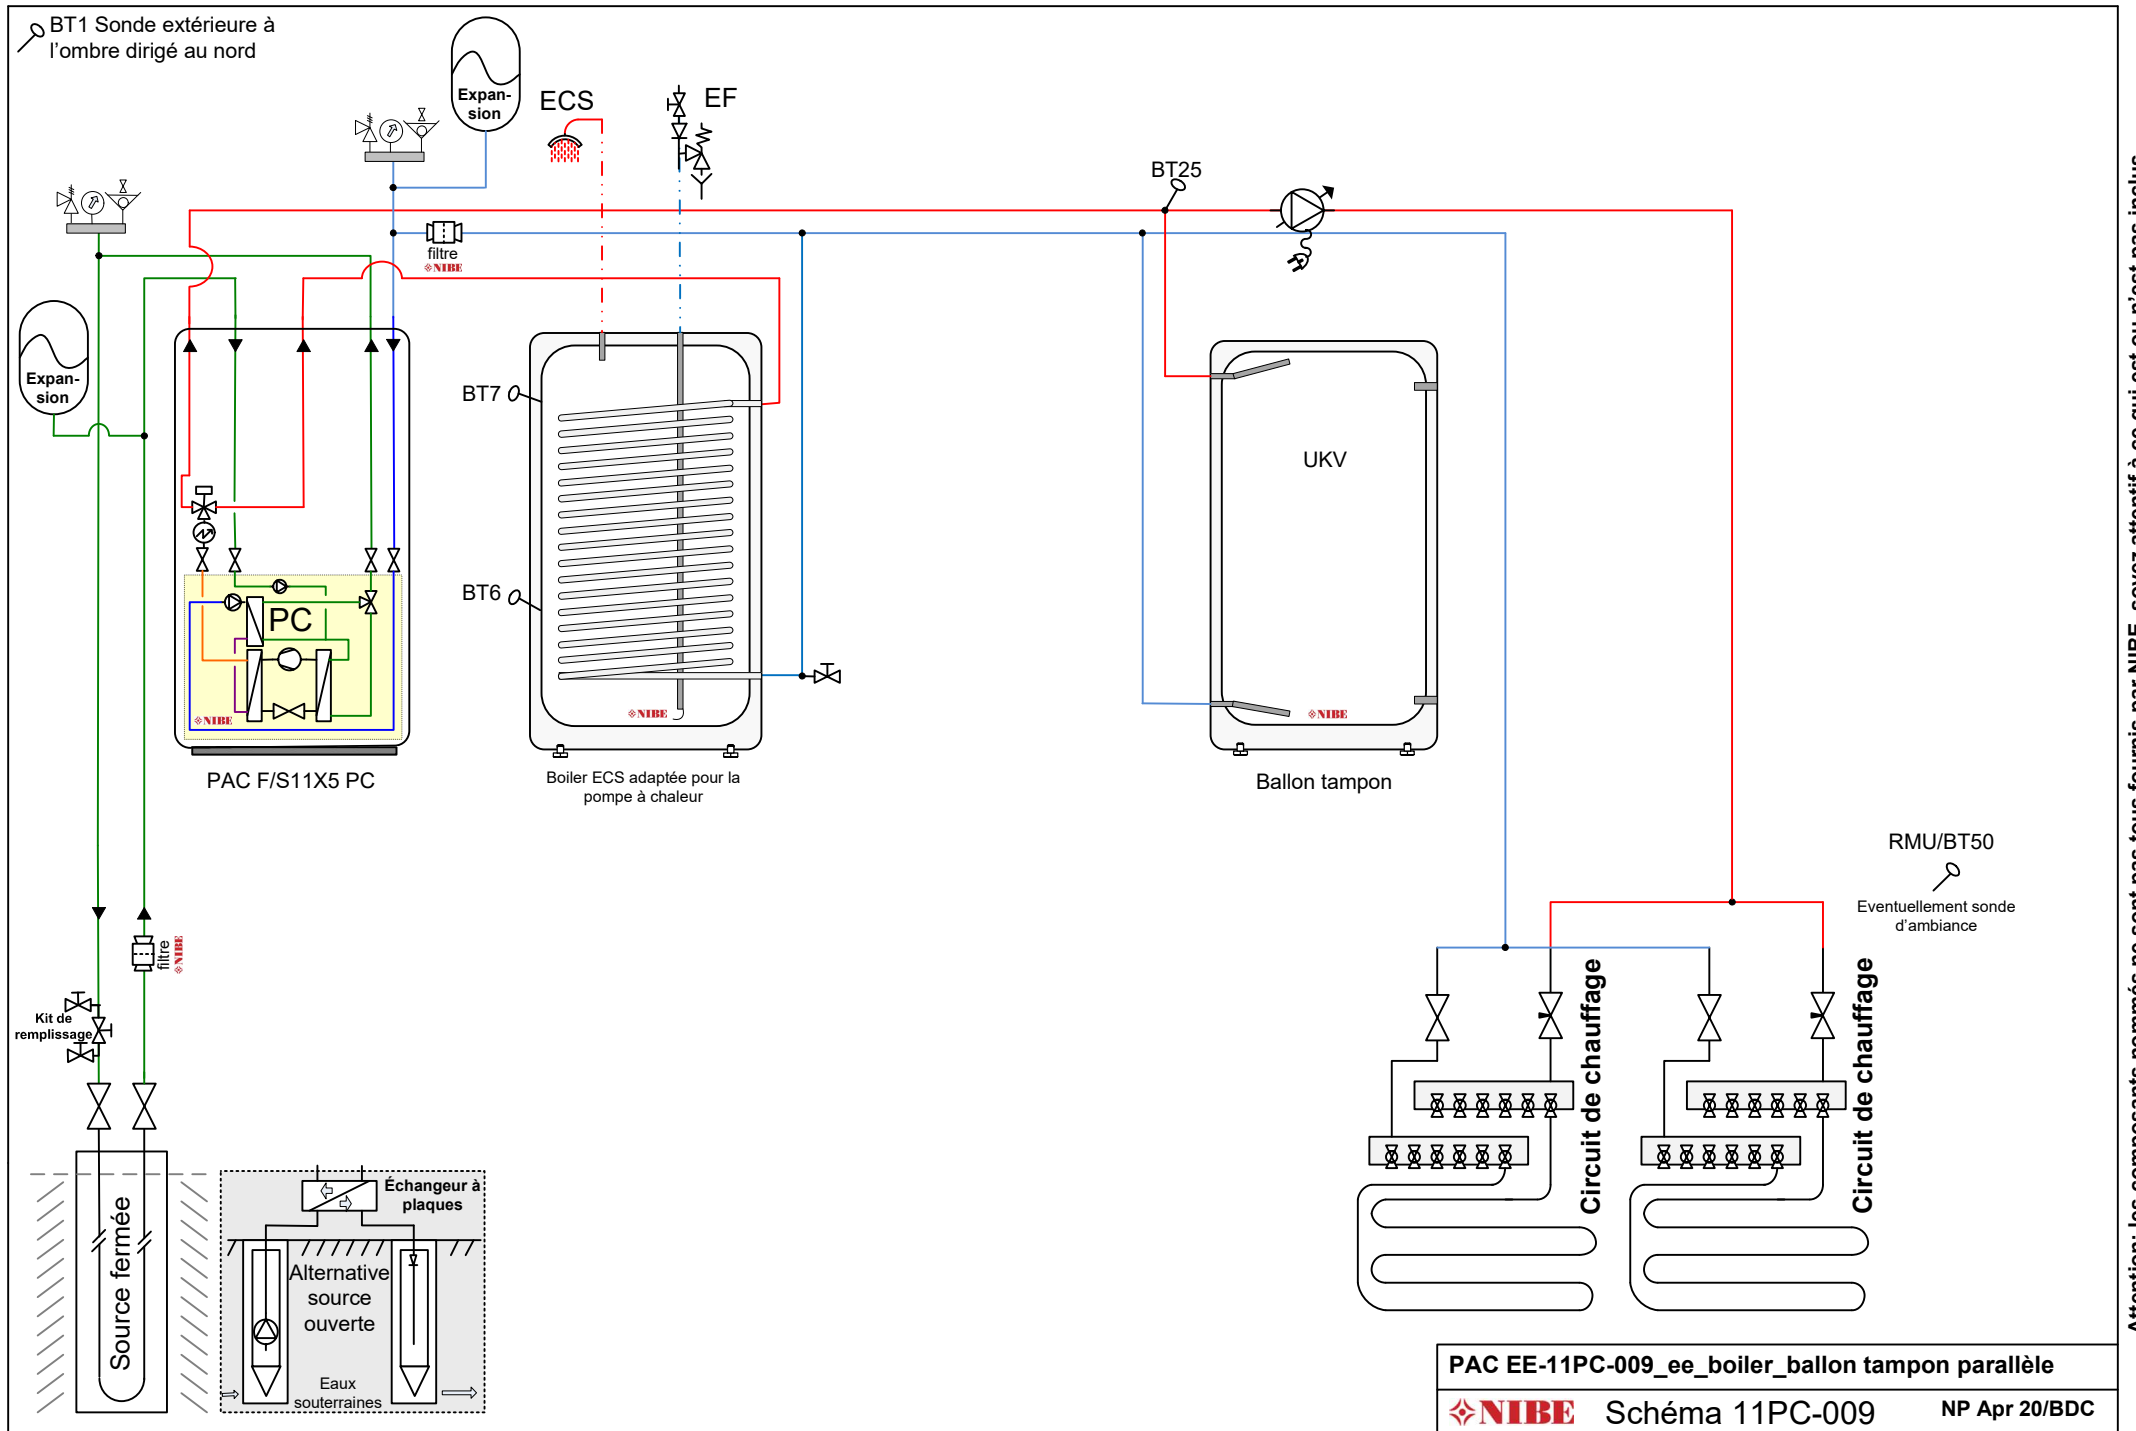 BT1 Sonde extérieure à
l'ombre dirigé au nord
Expan-
sion
ECS
EF
BT25
filtre
NIBE
Expan-
sion
BT7
BT6
UKV
PC
NIBE
NIBE
NIBE
PAC F/S11X5 PC
Boiler ECS adaptée pour la
pompe à chaleur
Ballon tampon
RMU/BT50
Eventuellement sonde
d'ambiance
filtre
NIBE
Kit de
remplissage
Circuit de chauffage
Circuit de chauffage
Source fermée
Échangeur à
plaques
Alternative
source
ouverte
Eaux
souterraines
PAC EE-11PC-009_ee_boiler_ballon tampon parallèle
NIBE Schéma 11PC-009 NP Apr 20/BDC